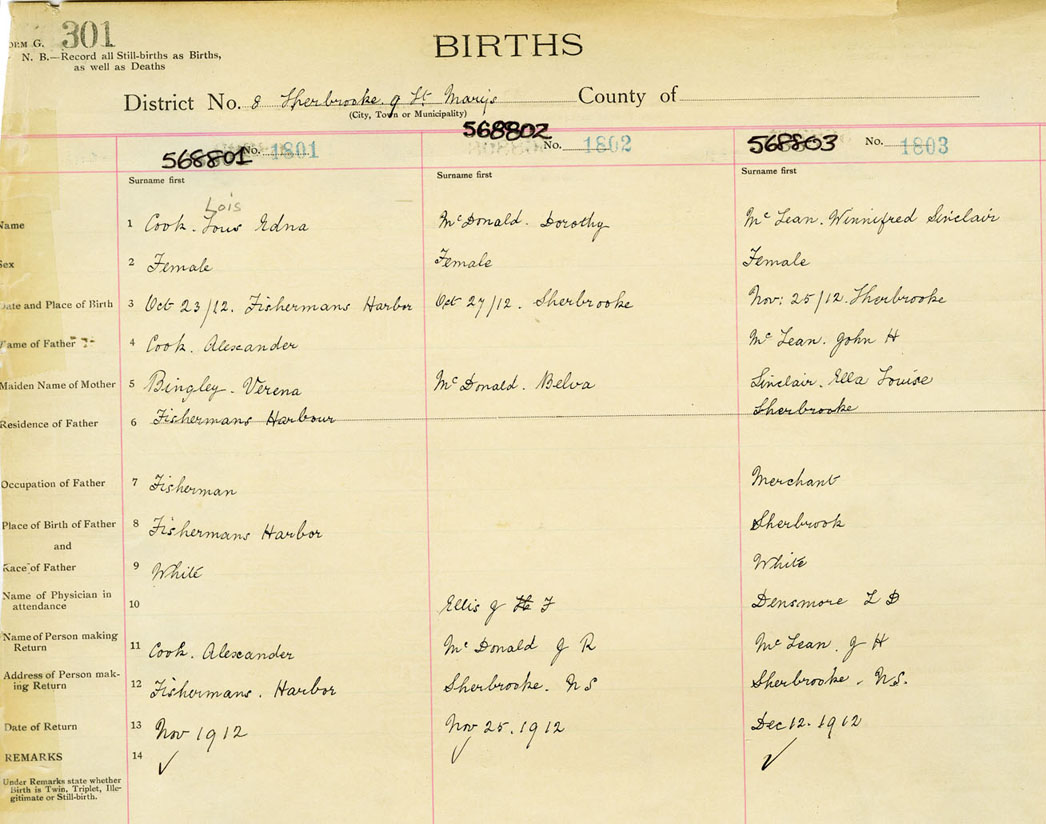 FORM G. 301
N. B.—Record all Still-births as Births,
as well as Deaths
BIRTHS
District No. 8 Sherbrooke & St Marys County of
(City, Town or Municipality)
568801 No. 1801 568802 No. 1802 568803 No. 1803
Surname first Surname first Surname first
Lois
Name 1 Cook. Lous Edna McDonald. Dorothy McLean. Winnifred Sinclair
Sex 2 Female Female Female
Date and Place of Birth 3 Oct 23/12. Fishermans Harbor Oct 27/12. Sherbrooke Nov: 25/12. Sherbrooke
Name of Father 4 Cook. Alexander McLean. John H
Maiden Name of Mother 5 Bingley. Verena McDonald. Belva Sinclair. Ella Louise
Residence of Father 6 Fishermans Harbour Sherbrooke
Occupation of Father 7 Fisherman Merchant
Place of Birth of Father 8 Fishermans Harbor Sherbrook
and
Race of Father 9 White White
Name of Physician in
attendance 10 Ellis J F Densmore L D
Name of Person making
Return 11 Cook. Alexander McDonald J R McLean. J H
Address of Person mak-
ing Return 12 Fishermans. Harbor Sherbrooke. NS Sherbrooke. NS.
Date of Return 13 Nov 1912 Nov 25. 1912 Dec 12. 1912
REMARKS 14 ✓ ✓ ✓
Under Remarks state whether
Birth is Twin, Triplet, Ille-
gitimate or Still-birth.